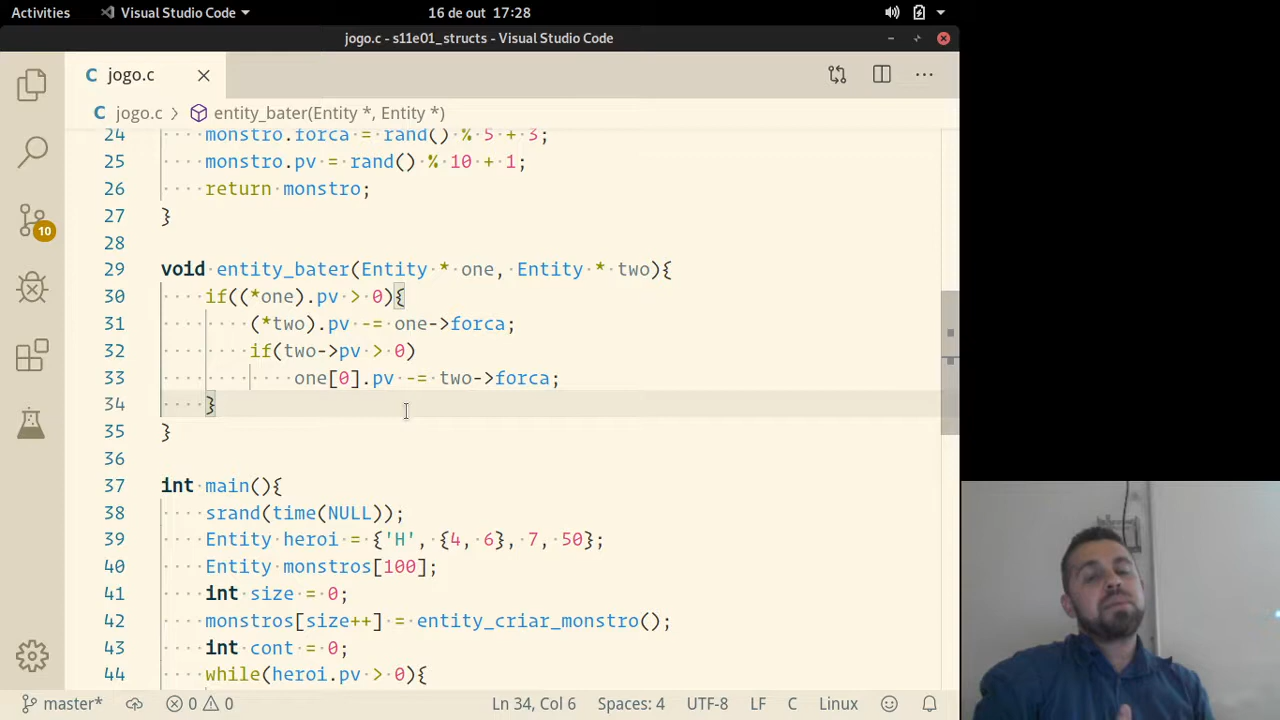 Activities
Visual Studio Code
16 de out 17:28
jogo.c - s11e01_structs - Visual Studio Code
C jogo.c
C jogo.c > entity_bater(Entity *, Entity *)
24 ····monstro.forca·=·rand()·%·5·+·3;
25 ····monstro.pv·=·rand()·%·10·+·1;
26 ····return·monstro;
27 }
28
29 void·entity_bater(Entity·*·one,·Entity·*·two){
30 ····if((*one).pv·>·0){
31 ········(*two).pv·-=·one->forca;
32 ········if(two->pv·>·0)
33 ············one[0].pv·-=·two->forca;
34 ····}
35 }
36
37 int·main(){
38 ····srand(time(NULL));
39 ····Entity·heroi·=·{'H',·{4,·6},·7,·50};
40 ····Entity·monstros[100];
41 ····int·size·=·0;
42 ····monstros[size++]·=·entity_criar_monstro();
43 ····int·cont·=·0;
44 ····while(heroi.pv·>·0){
10
master* 0 0 Ln 34, Col 6 Spaces: 4 UTF-8 LF C Linux